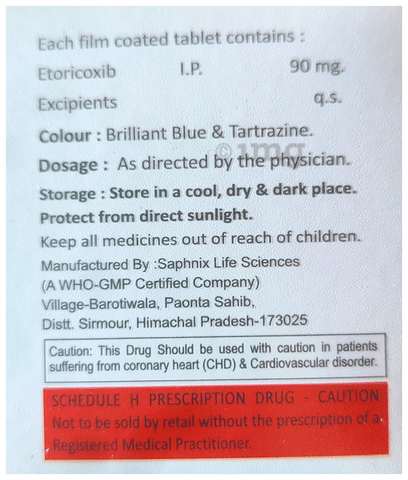 Each film coated tablet contains :
Etoricoxib I.P. 90 mg.
Excipients q.s.
Colour : Brilliant Blue & Tartrazine.
©1mg
Dosage : As directed by the physician.
Storage : Store in a cool, dry & dark place.
Protect from direct sunlight.
Keep all medicines out of reach of children.
Manufactured By :Saphnix Life Sciences
(A WHO-GMP Certified Company)
Village-Barotiwala, Paonta Sahib,
Distt. Sirmour, Himachal Pradesh-173025
Caution: This Drug Should be used with caution in patients
suffering from coronary heart (CHD) & Cardiovascular disorder.
SCHEDULE H PRESCRIPTION DRUG - CAUTION
Not to be sold by retail without the prescription of a
Registered Medical Practitioner.